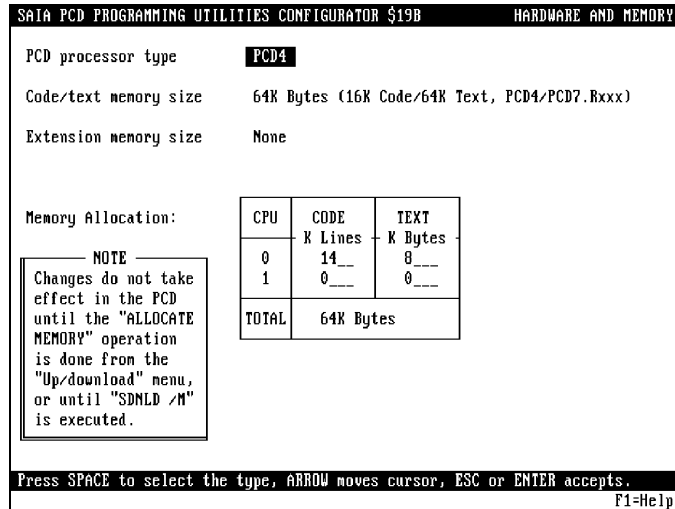 SAIA PCD PROGRAMMING UTILITIES CONFIGURATOR $19B HARDWARE AND MEMORY
PCD processor type PCD4
Code/text memory size 64K Bytes (16K Code/64K Text, PCD4/PCD7.Rxxx)
Extension memory size None
Memory Allocation:
CPU CODE TEXT
K Lines K Bytes
0 14__ 8___
1 0___ 0___
TOTAL 64K Bytes
NOTE
Changes do not take
effect in the PCD
until the "ALLOCATE
MEMORY" operation
is done from the
"Up/download" menu,
or until "SDNLD /M"
is executed.
Press SPACE to select the type, ARROW moves cursor, ESC or ENTER accepts.
F1=Help